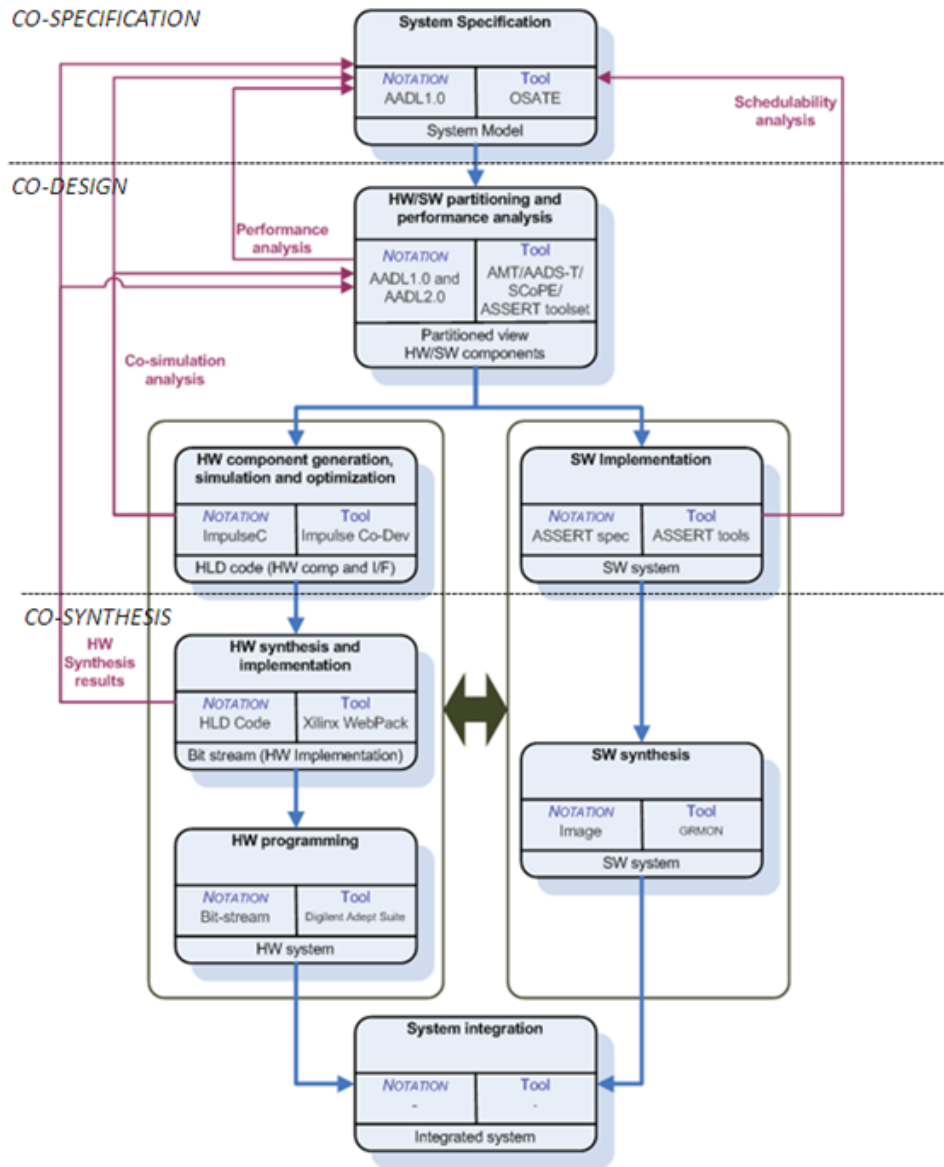 CO-SPECIFICATION
System Specification
NOTATION
AADL1.0
Tool
OSATE
System Model
Schedulability
analysis
CO-DESIGN
HW/SW partitioning and
performance analysis
Performance
analysis
NOTATION
AADL1.0 and
AADL2.0
Tool
AMT/AADS-T/
SCoPE/
ASSERT toolset
Partitioned view
HW/SW components
Co-simulation
analysis
HW component generation,
simulation and optimization
NOTATION
ImpulseC
Tool
Impulse Co-Dev
HLD code (HW comp and I/F)
SW Implementation
NOTATION
ASSERT spec
Tool
ASSERT tools
SW system
CO-SYNTHESIS
HW
Synthesis
results
HW synthesis and
implementation
NOTATION
HLD Code
Tool
Xilinx WebPack
Bit stream (HW Implementation)
SW synthesis
NOTATION
Image
Tool
GRMON
SW system
HW programming
NOTATION
Bit-stream
Tool
Digilent Adept Suite
HW system
System integration
NOTATION
-
Tool
-
Integrated system